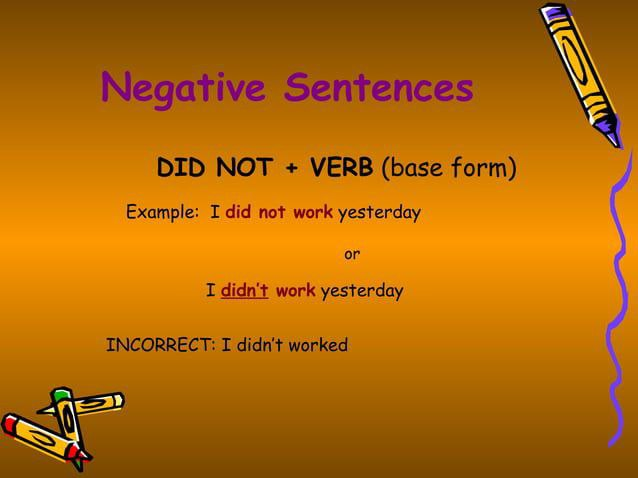 Negative Sentences
DID NOT + VERB (base form)
Example: I did not work yesterday
or
I didn’t work yesterday
INCORRECT: I didn’t worked